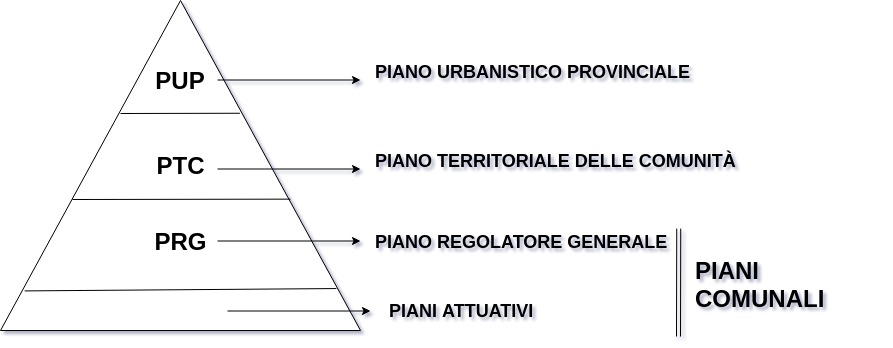 PUP
PIANO URBANISTICO PROVINCIALE
PTC
PIANO TERRITORIALE DELLE COMUNITÀ
PRG
PIANO REGOLATORE GENERALE
PIANI
COMUNALI
PIANI ATTUATIVI